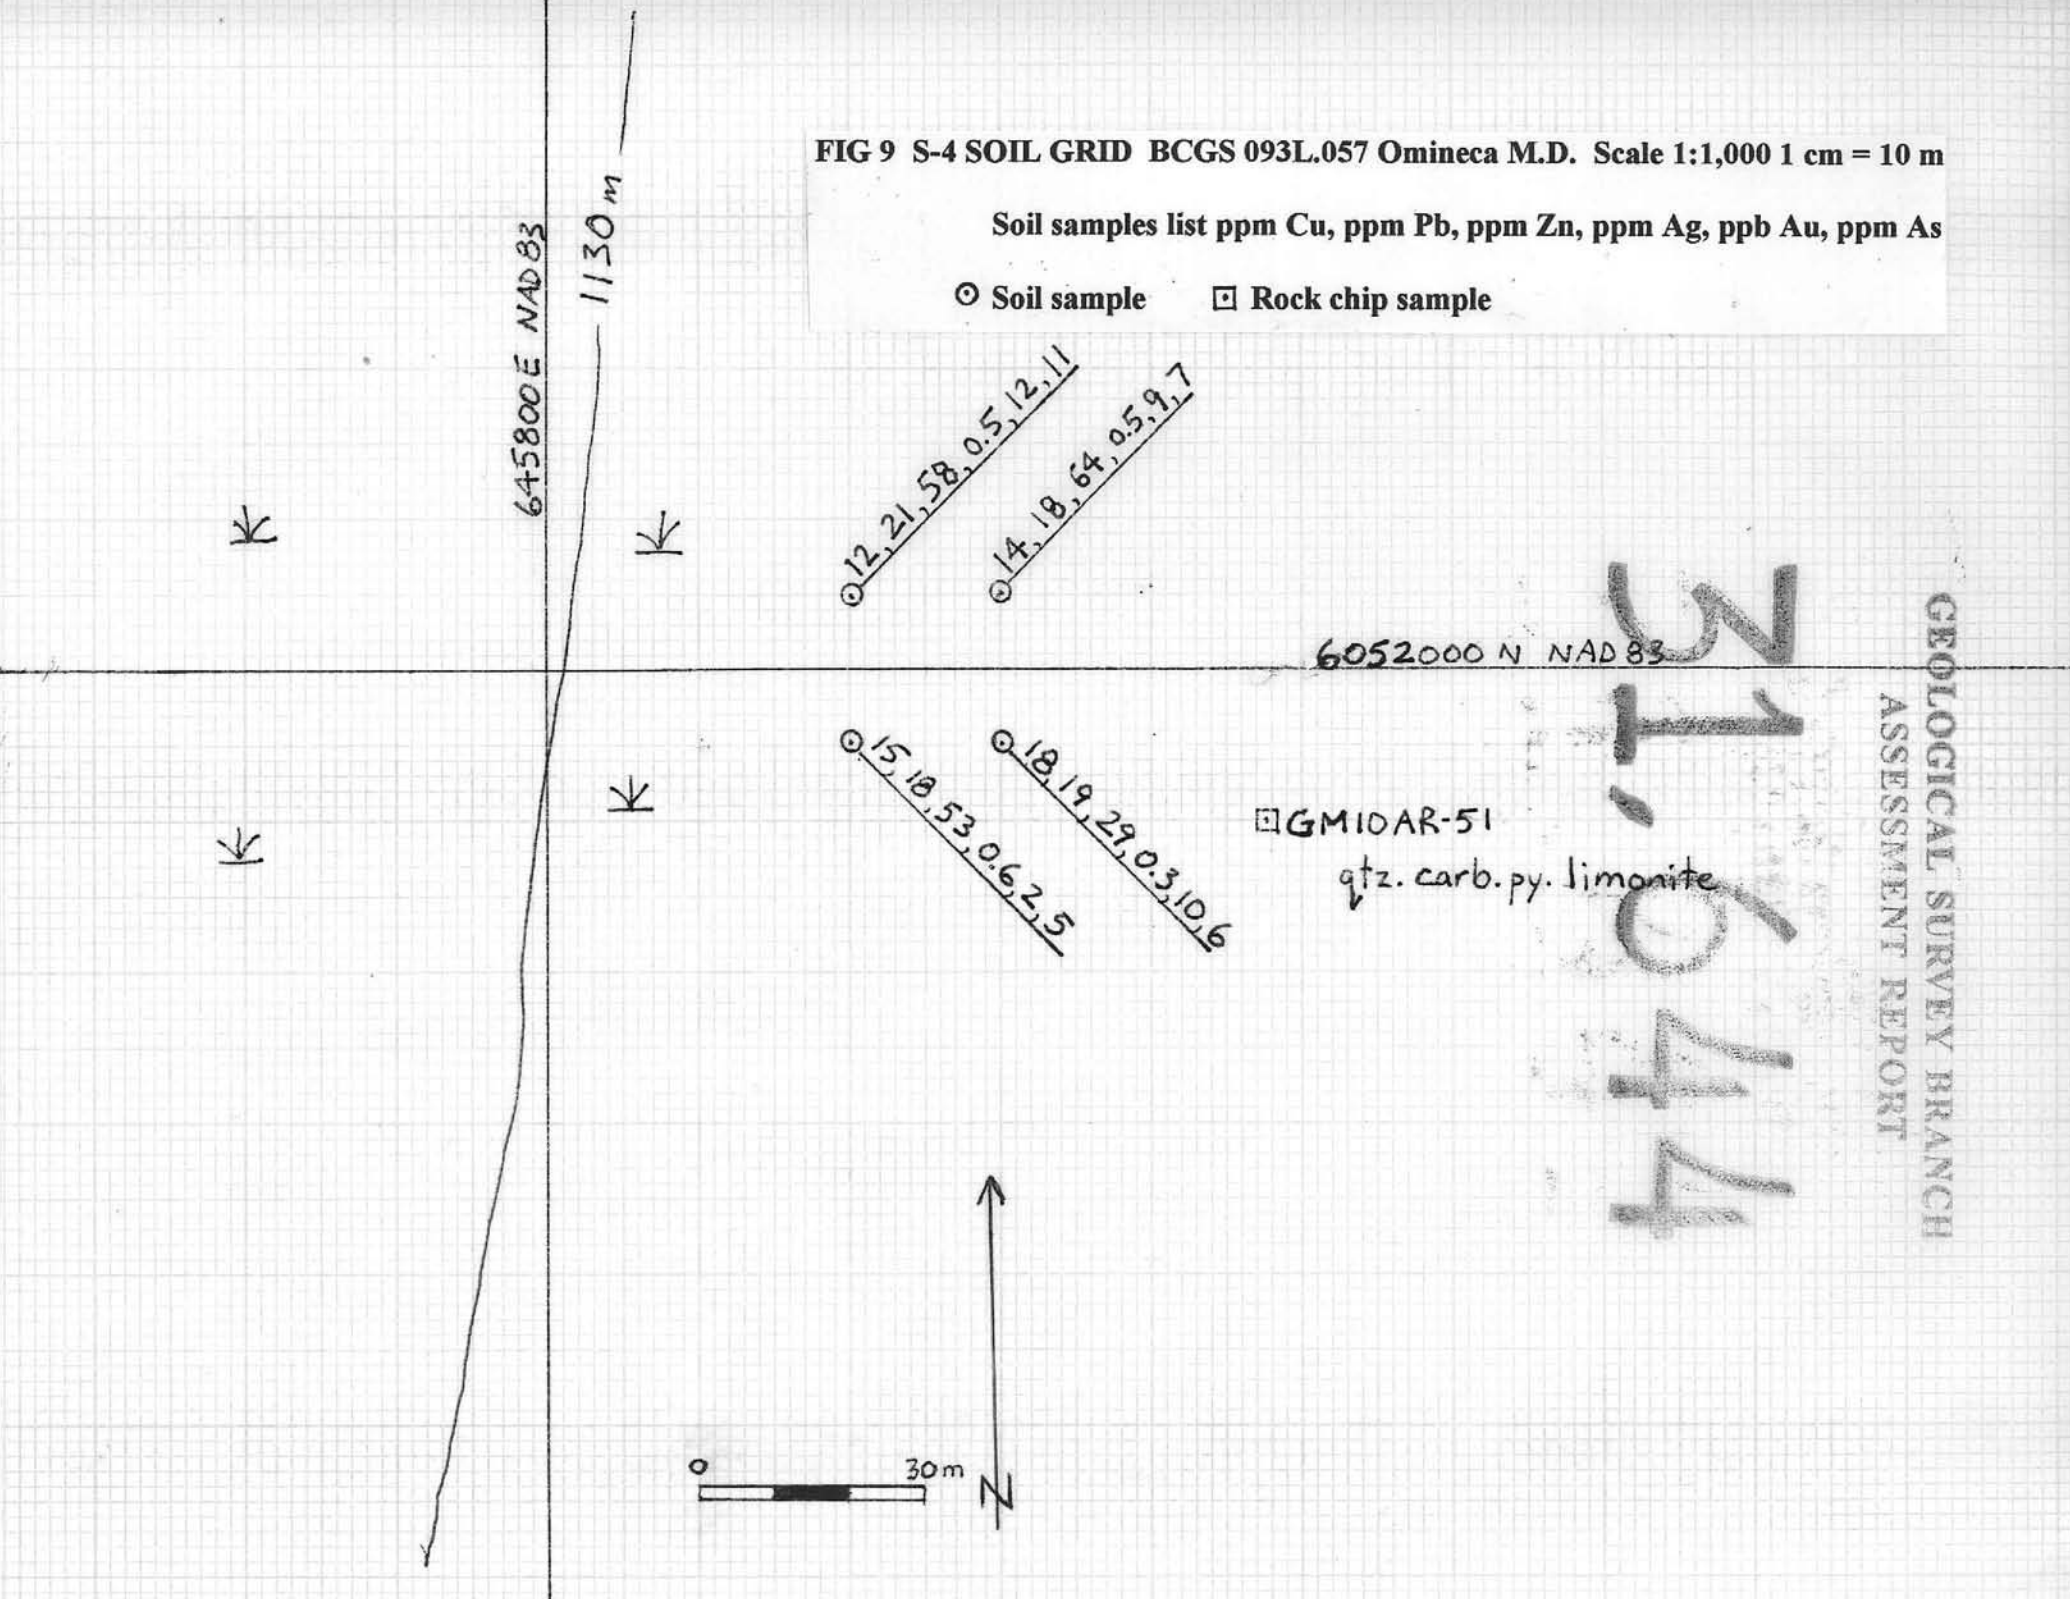 FIG 9 S-4 SOIL GRID BCGS 093L.057 Omineca M.D. Scale 1:1,000 1 cm = 10 m
Soil samples list ppm Cu, ppm Pb, ppm Zn, ppm Ag, ppb Au, ppm As
Soil sample
Rock chip sample
645800E NAD83
1130m
12, 21, 58, 0.5, 12, 11
14, 18, 64, 0.5, 9, 7
6052000 N NAD 83
15, 18, 53, 0.6, 2, 5
18, 19, 29, 0.3, 10, 6
GM10AR-51
qtz. carb. py. limonite
0
30m
N
GEOLOGICAL SURVEY BRANCH
ASSESSMENT REPORT
31,944